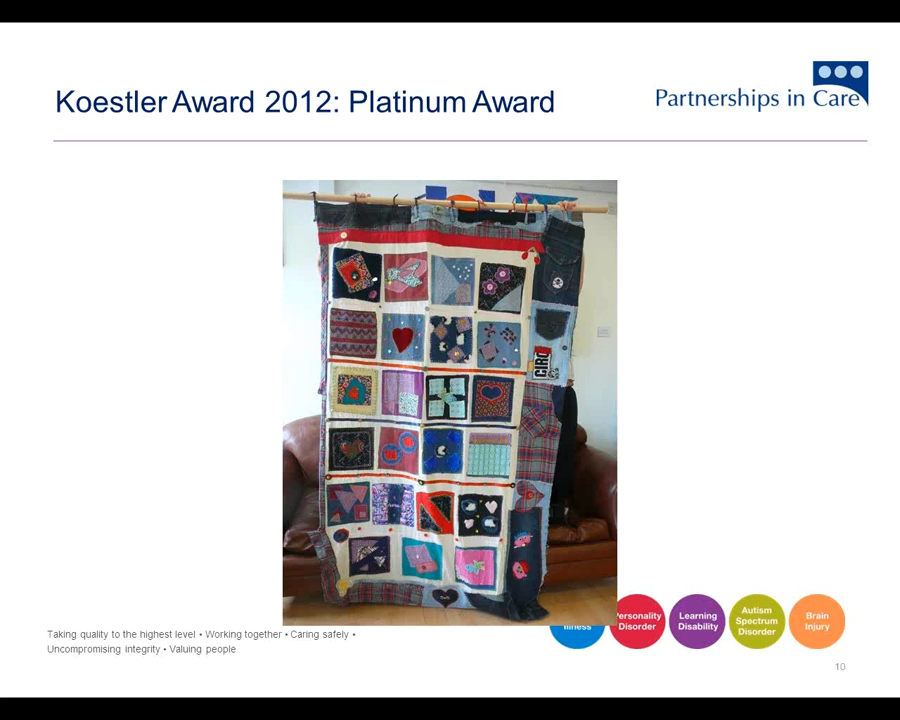 Koestler Award 2012: Platinum Award
Partnerships in Care
CIRC
Taking quality to the highest level • Working together • Caring safely •
Uncompromising integrity • Valuing people
Illness
Personality
Disorder
Learning
Disability
Autism
Spectrum
Disorder
Brain
Injury
10